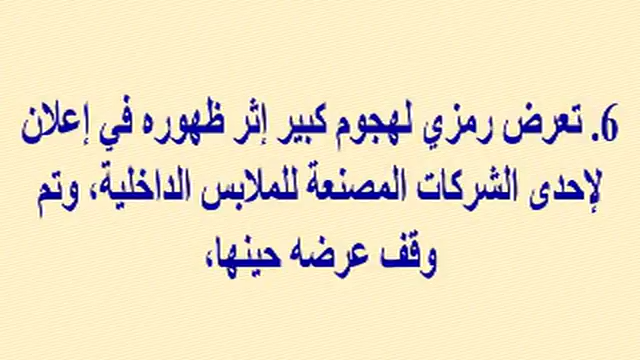 6. تعرض رمزي لهجوم كبير إثر ظهوره في إعلان
لإحدى الشركات المصنعة للملابس الداخلية، وتم
وقف عرضه حينها،